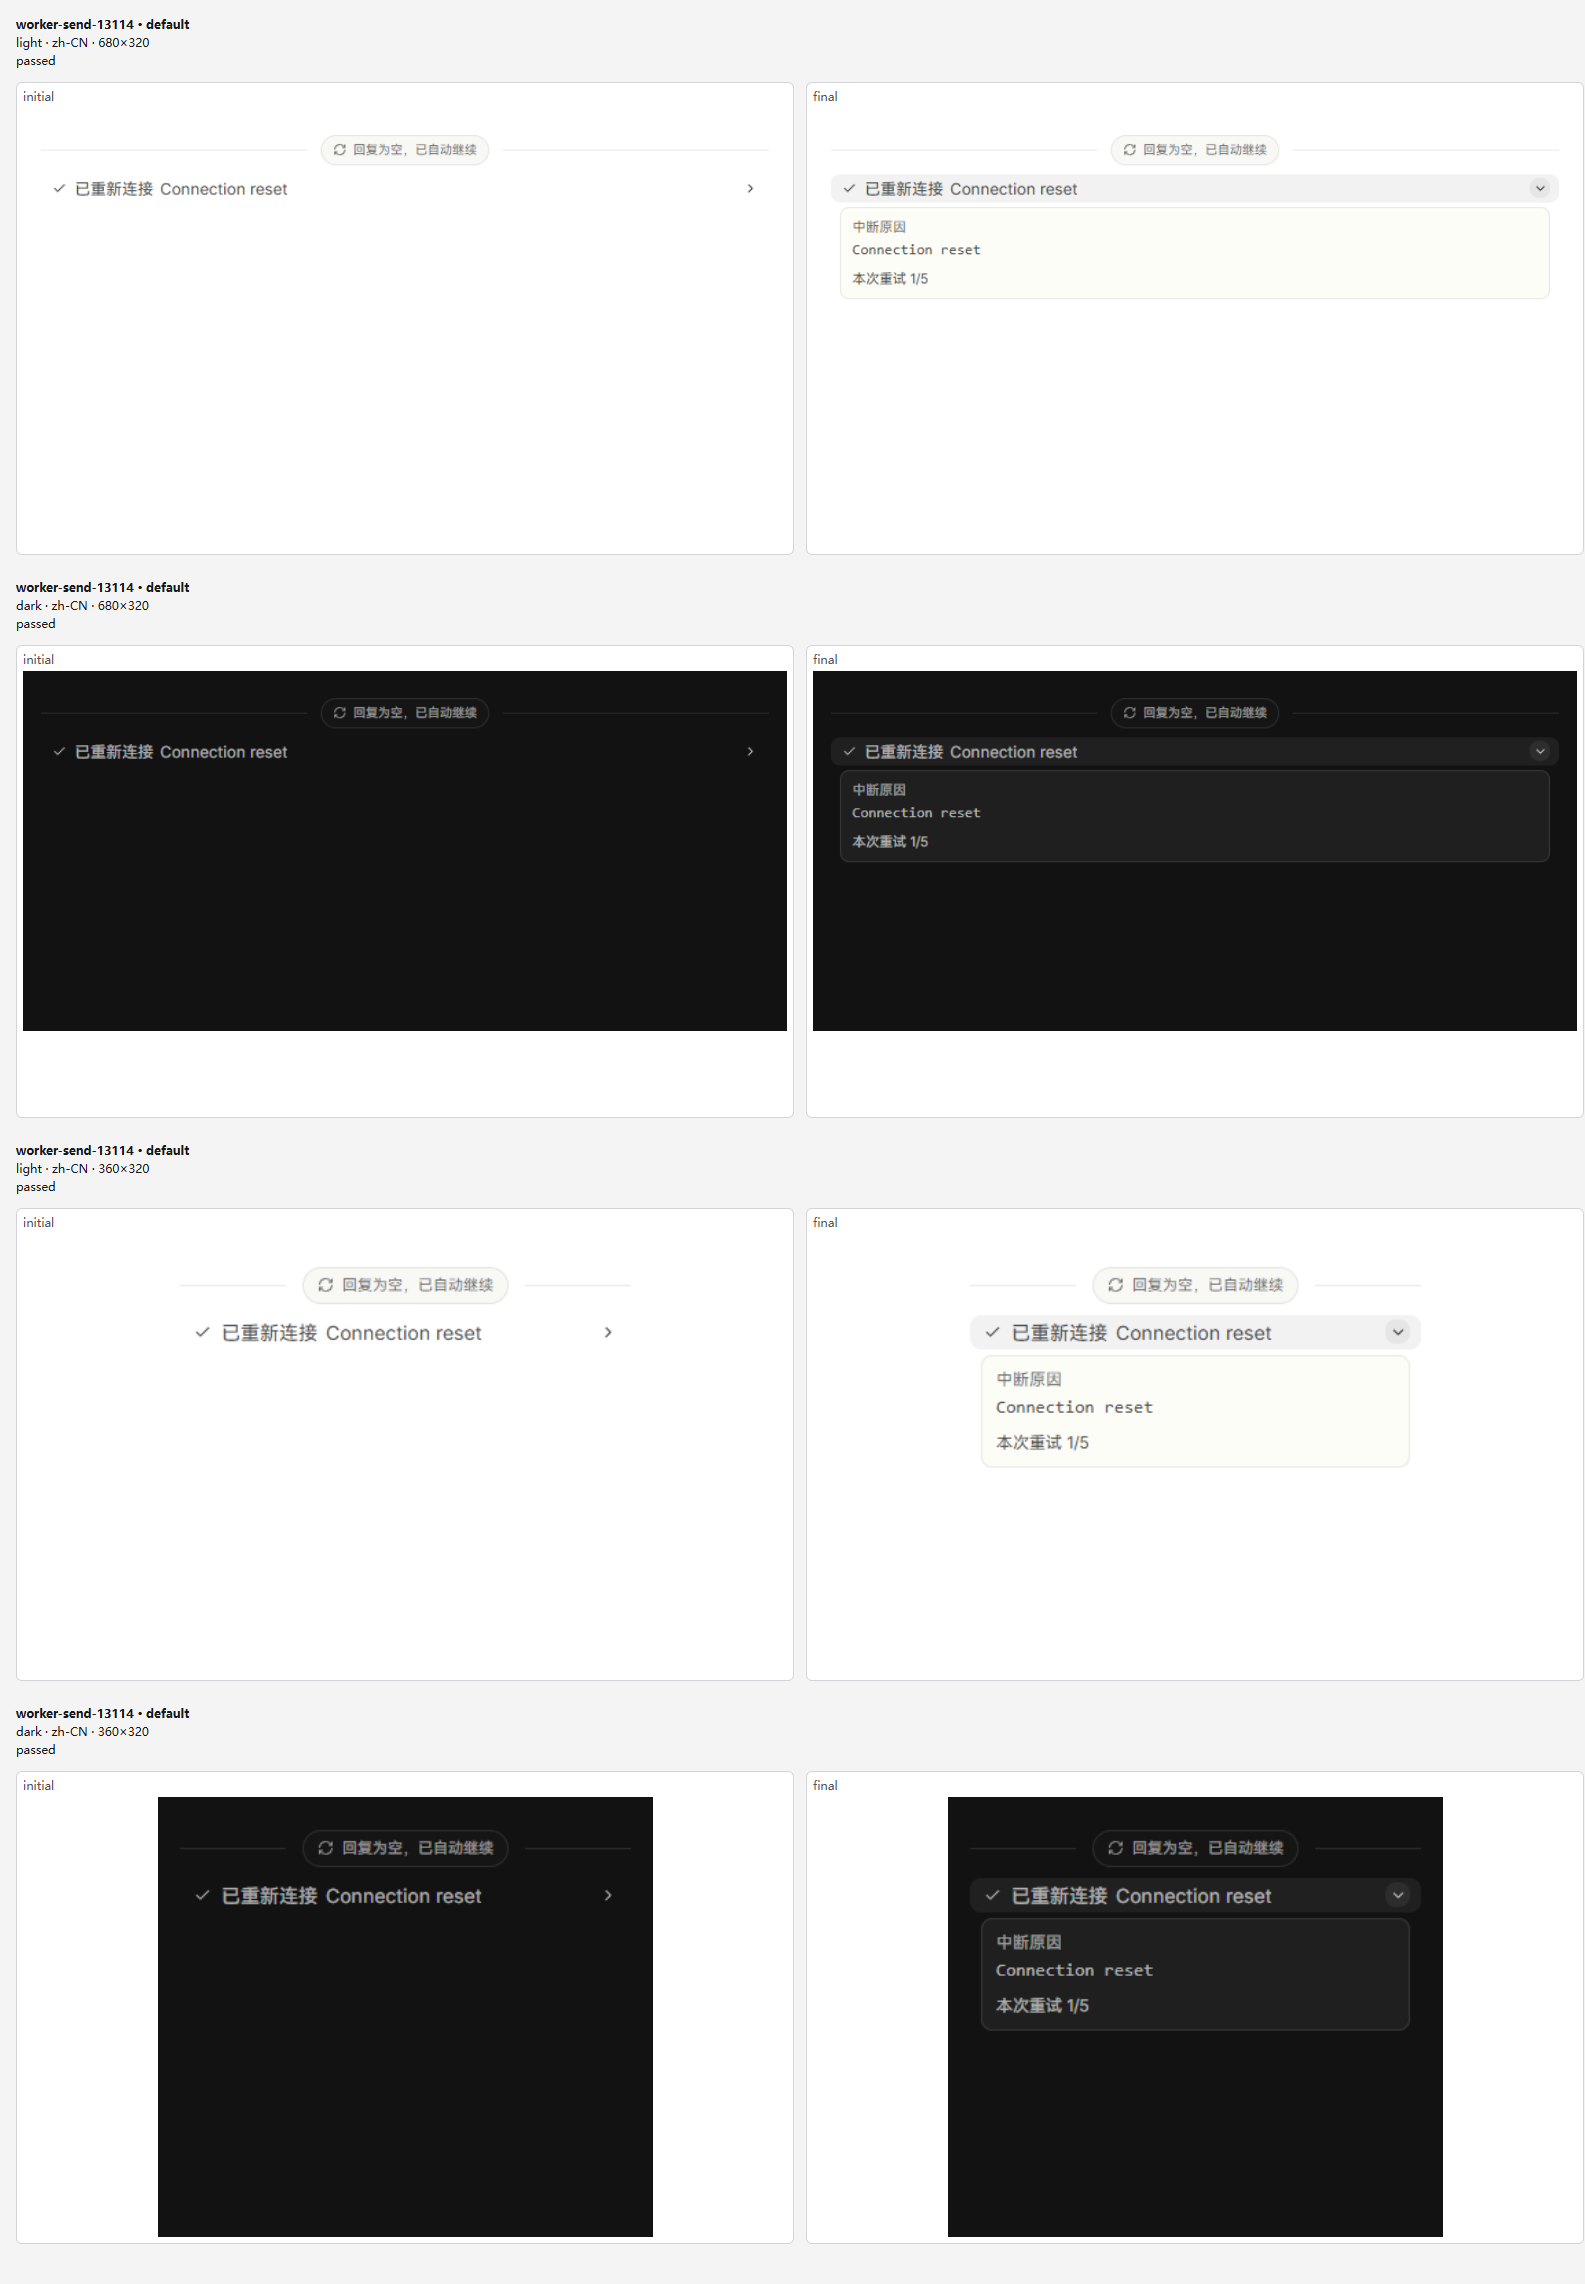 worker-send-13114 • default
light · zh-CN · 680×320
passed
initial
回复为空，已自动继续
已重新连接 Connection reset
final
回复为空，已自动继续
已重新连接 Connection reset
中断原因
Connection reset
本次重试 1/5
worker-send-13114 • default
dark · zh-CN · 680×320
passed
initial
回复为空，已自动继续
已重新连接 Connection reset
final
回复为空，已自动继续
已重新连接 Connection reset
中断原因
Connection reset
本次重试 1/5
worker-send-13114 • default
light · zh-CN · 360×320
passed
initial
回复为空，已自动继续
已重新连接 Connection reset
final
回复为空，已自动继续
已重新连接 Connection reset
中断原因
Connection reset
本次重试 1/5
worker-send-13114 • default
dark · zh-CN · 360×320
passed
initial
回复为空，已自动继续
已重新连接 Connection reset
final
回复为空，已自动继续
已重新连接 Connection reset
中断原因
Connection reset
本次重试 1/5